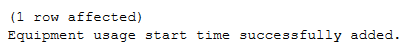 (1 row affected)
Equipment usage start time successfully added.